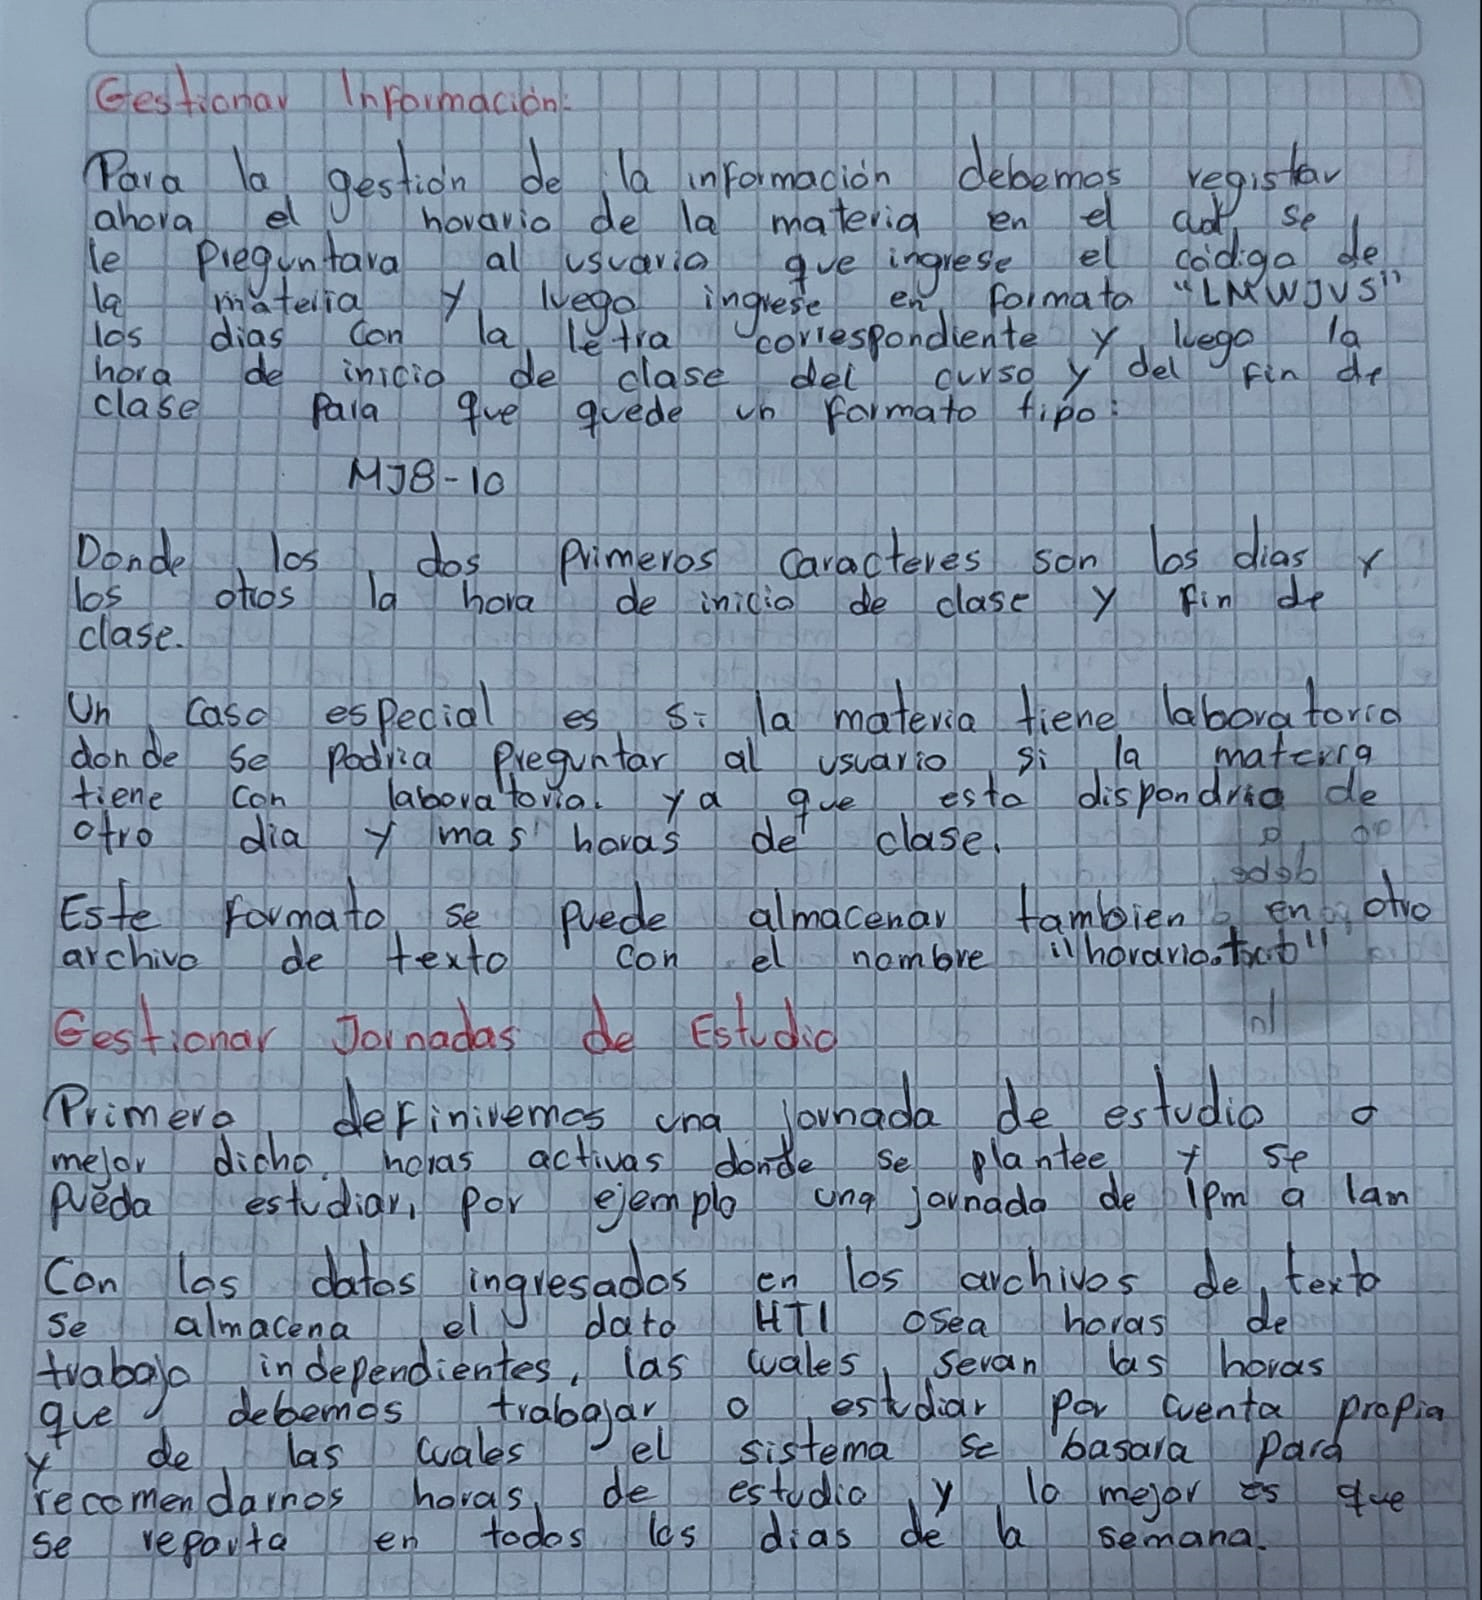 Gestionar Información:
Para la gestión de la información debemos registar
ahora el horario de la materia en el cual se
le preguntara al usuario que ingrese el código de
la materia y luego ingrese en formato "LMWJVS"
los dias con la letra correspondiente y luego la
hora de inicio de clase del curso y del fin de
clase para que quede un formato tipo:
MJ8-10
Donde los dos primeros caracteres son los dias y
los otros la hora de inicio de clase y fin de
clase.
Un caso especial es si la materia tiene laboratorio
donde se podria preguntar al usuario si la materia
tiene con laboratorio. ya que esto dispondria de
otro dia y mas horas de clase.
Este formato se puede almacenar tambien en otro
archivo de texto con el nombre "horario.txt"
Gestionar Jornadas de Estudio
Primero definiremos una jornada de estudio o
mejor dicho horas activas donde se plantee y se
pueda estudiar, por ejemplo una jornada de 1pm a 1am
Con los datos ingresados en los archivos de texto
se almacena el dato HTI osea horas de
trabajo independientes, las cuales seran las horas
que debemos trabajar o estudiar por cuenta propia
y de las cuales el sistema se basara para
recomendarnos horas de estudio y lo mejor es que
se reparta en todos los dias de la semana.